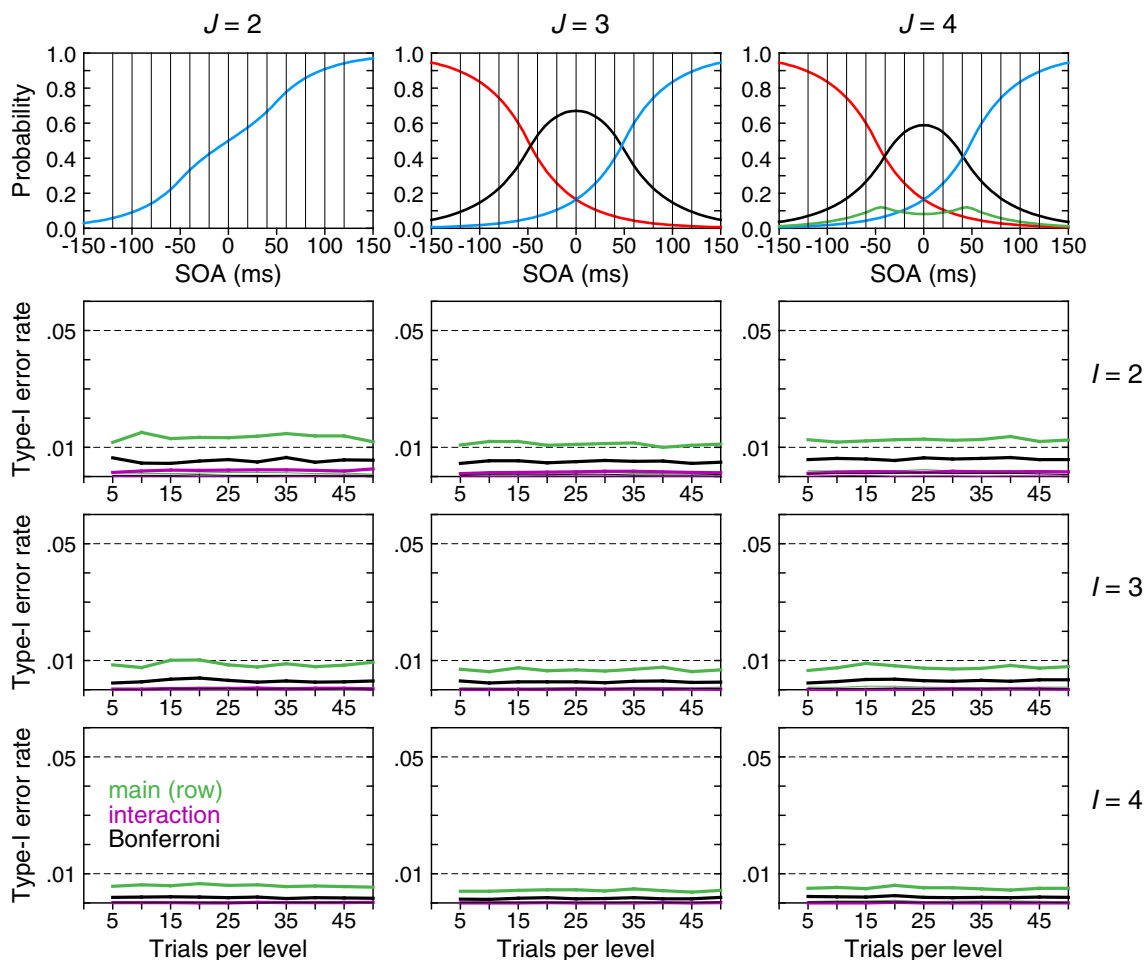 J = 2
J = 3
J = 4
Probability
1.0
0.8
0.6
0.4
0.2
0.0
-150 -100 -50 0 50 100 150
-150 -100 -50 0 50 100 150
-150 -100 -50 0 50 100 150
SOA (ms)
SOA (ms)
SOA (ms)
Type-I error rate
.05
.01
5 15 25 35 45
.05
.01
5 15 25 35 45
.05
.01
5 15 25 35 45
I = 2
Type-I error rate
.05
.01
5 15 25 35 45
.05
.01
5 15 25 35 45
.05
.01
5 15 25 35 45
I = 3
Type-I error rate
.05
main (row)
interaction
Bonferroni
.01
5 15 25 35 45
Trials per level
.05
.01
5 15 25 35 45
Trials per level
.05
.01
5 15 25 35 45
Trials per level
I = 4
1.0
0.8
0.6
0.4
0.2
0.0
1.0
0.8
0.6
0.4
0.2
0.0